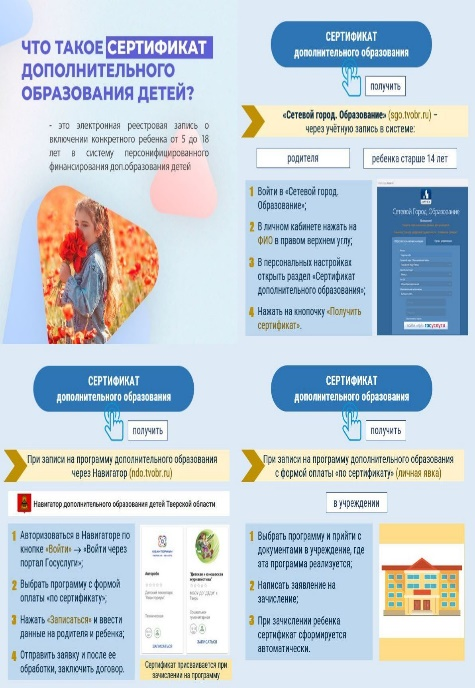 ЧТО ТАКОЕ СЕРТИФИКАТ
ДОПОЛНИТЕЛЬНОГО
ОБРАЗОВАНИЯ ДЕТЕЙ?
- это электронная реестровая запись о
включении конкретного ребенка от 5 до 18
лет в систему персонифицированного
финансирования доп.образования детей
СЕРТИФИКАТ
дополнительного образования
получить
«Сетевой город. Образование» (sgo.tvobr.ru) –
через учётную запись в системе:
родителя
ребенка старше 14 лет
1 Войти в «Сетевой город.
Образование»;
2 В личном кабинете нажать на
ФИО в правом верхнем углу;
3 В персональных настройках
открыть раздел «Сертификат
дополнительного образования»;
4 Нажать на кнопочку «Получить
сертификат».
Сетевой Город. Образование
госуслуги
СЕРТИФИКАТ
дополнительного образования
получить
При записи на программу дополнительного образования
через Навигатор (ndo.tvobr.ru)
Навигатор дополнительного образования детей Тверской области
1 Авторизоваться в Навигаторе по
кнопке «Войти» → «Войти через
портал Госуслуги»;
2 Выбрать программу с формой
оплаты «по сертификату»;
3 Нажать «Записаться» и ввести
данные на родителя и ребенка;
4 Отправить заявку и после ее
обработки, заключить договор.
ЗАПИСАТЬСЯ
ЗАПИСАТЬСЯ
Сертификат присваивается при
зачислении на программу
СЕРТИФИКАТ
дополнительного образования
получить
При записи на программу дополнительного образования
с формой оплаты «по сертификату» (личная явка)
в учреждении
1 Выбрать программу и прийти с
документами в учреждение, где
эта программа реализуется;
2 Написать заявление на
зачисление;
3 При зачислении ребенка
сертификат сформируется
автоматически.